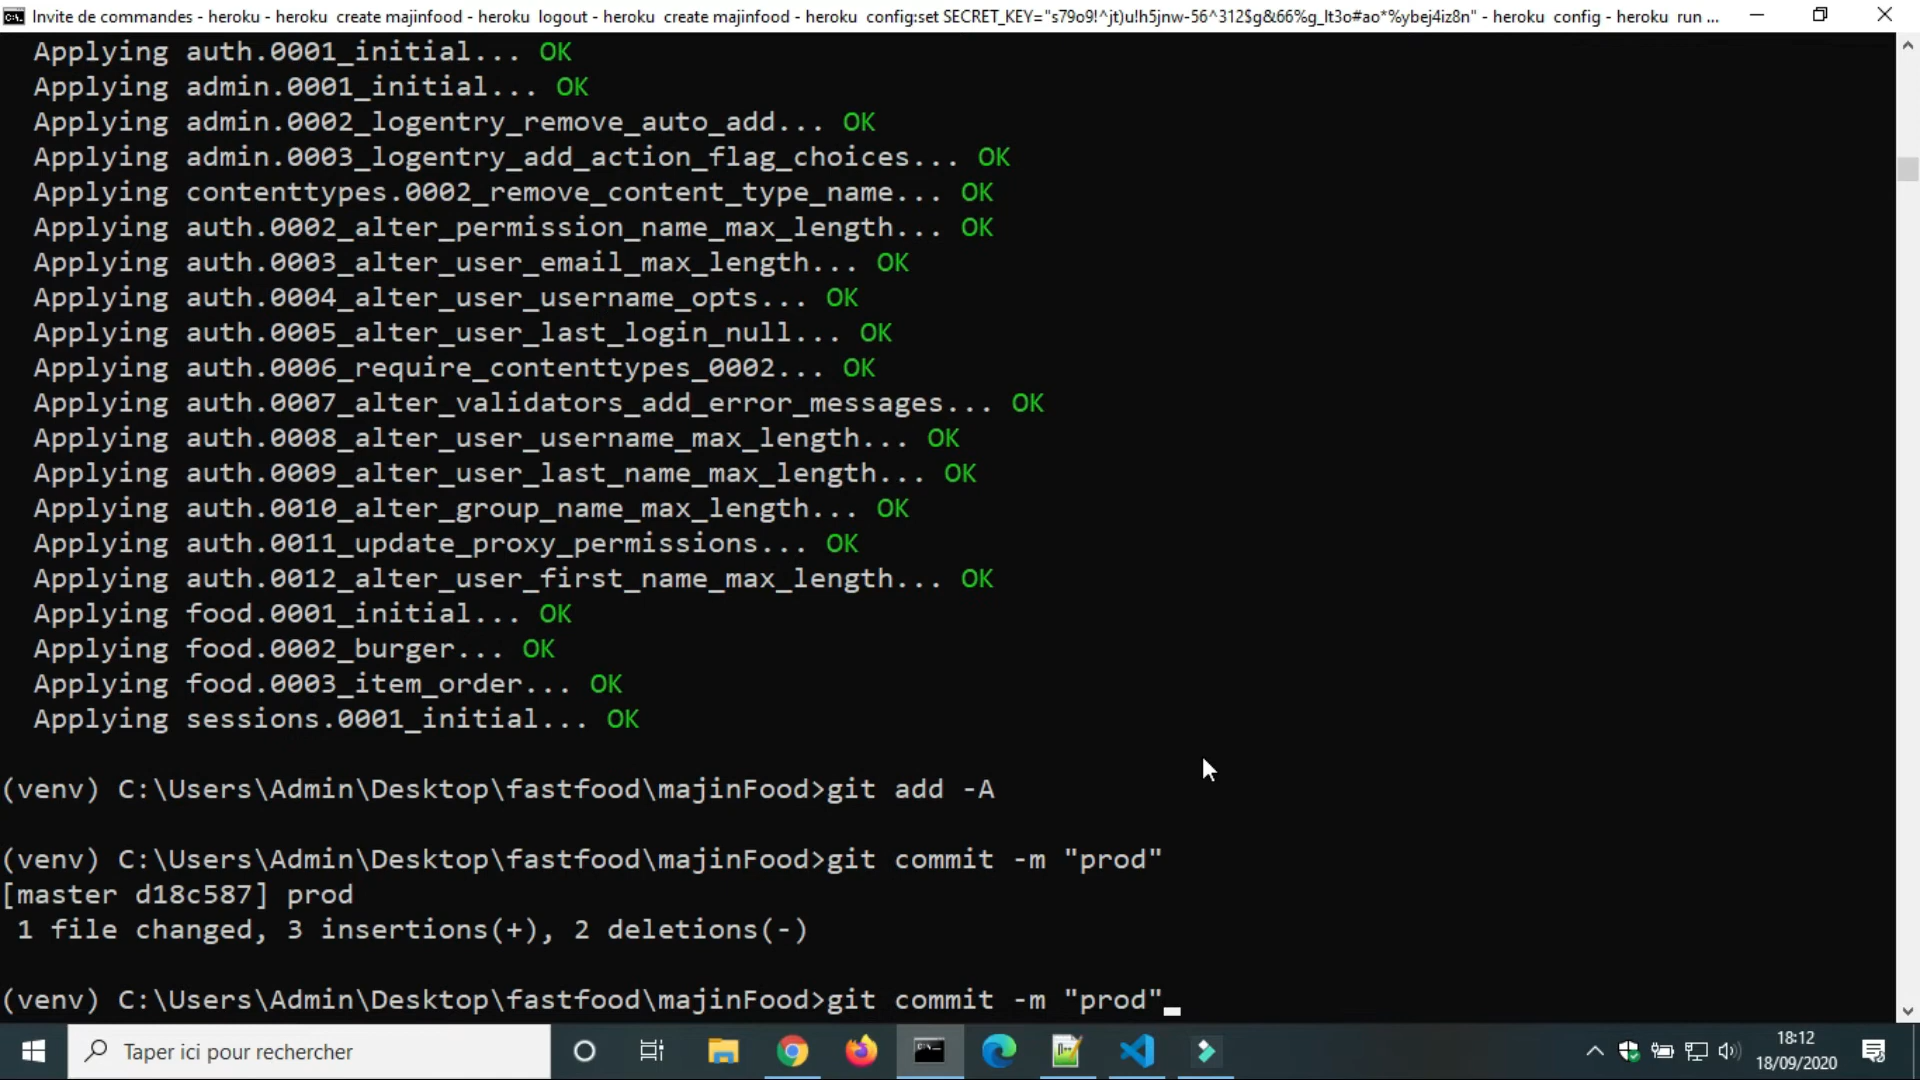 Invite de commandes - heroku - heroku create majinfood - heroku logout - heroku create majinfood - heroku config:set SECRET_KEY="s79o9!^jt)u!h5jnw-56^312$g&66%g_lt3o#ao*%ybej4iz8n" - heroku config - heroku run ...
Applying auth.0001_initial... OK
Applying admin.0001_initial... OK
Applying admin.0002_logentry_remove_auto_add... OK
Applying admin.0003_logentry_add_action_flag_choices... OK
Applying contenttypes.0002_remove_content_type_name... OK
Applying auth.0002_alter_permission_name_max_length... OK
Applying auth.0003_alter_user_email_max_length... OK
Applying auth.0004_alter_user_username_opts... OK
Applying auth.0005_alter_user_last_login_null... OK
Applying auth.0006_require_contenttypes_0002... OK
Applying auth.0007_alter_validators_add_error_messages... OK
Applying auth.0008_alter_user_username_max_length... OK
Applying auth.0009_alter_user_last_name_max_length... OK
Applying auth.0010_alter_group_name_max_length... OK
Applying auth.0011_update_proxy_permissions... OK
Applying auth.0012_alter_user_first_name_max_length... OK
Applying food.0001_initial... OK
Applying food.0002_burger... OK
Applying food.0003_item_order... OK
Applying sessions.0001_initial... OK
(venv) C:\Users\Admin\Desktop\fastfood\majinFood>git add -A
(venv) C:\Users\Admin\Desktop\fastfood\majinFood>git commit -m "prod"
[master d18c587] prod
1 file changed, 3 insertions(+), 2 deletions(-)
(venv) C:\Users\Admin\Desktop\fastfood\majinFood>git commit -m "prod"
Taper ici pour rechercher
18:12
18/09/2020